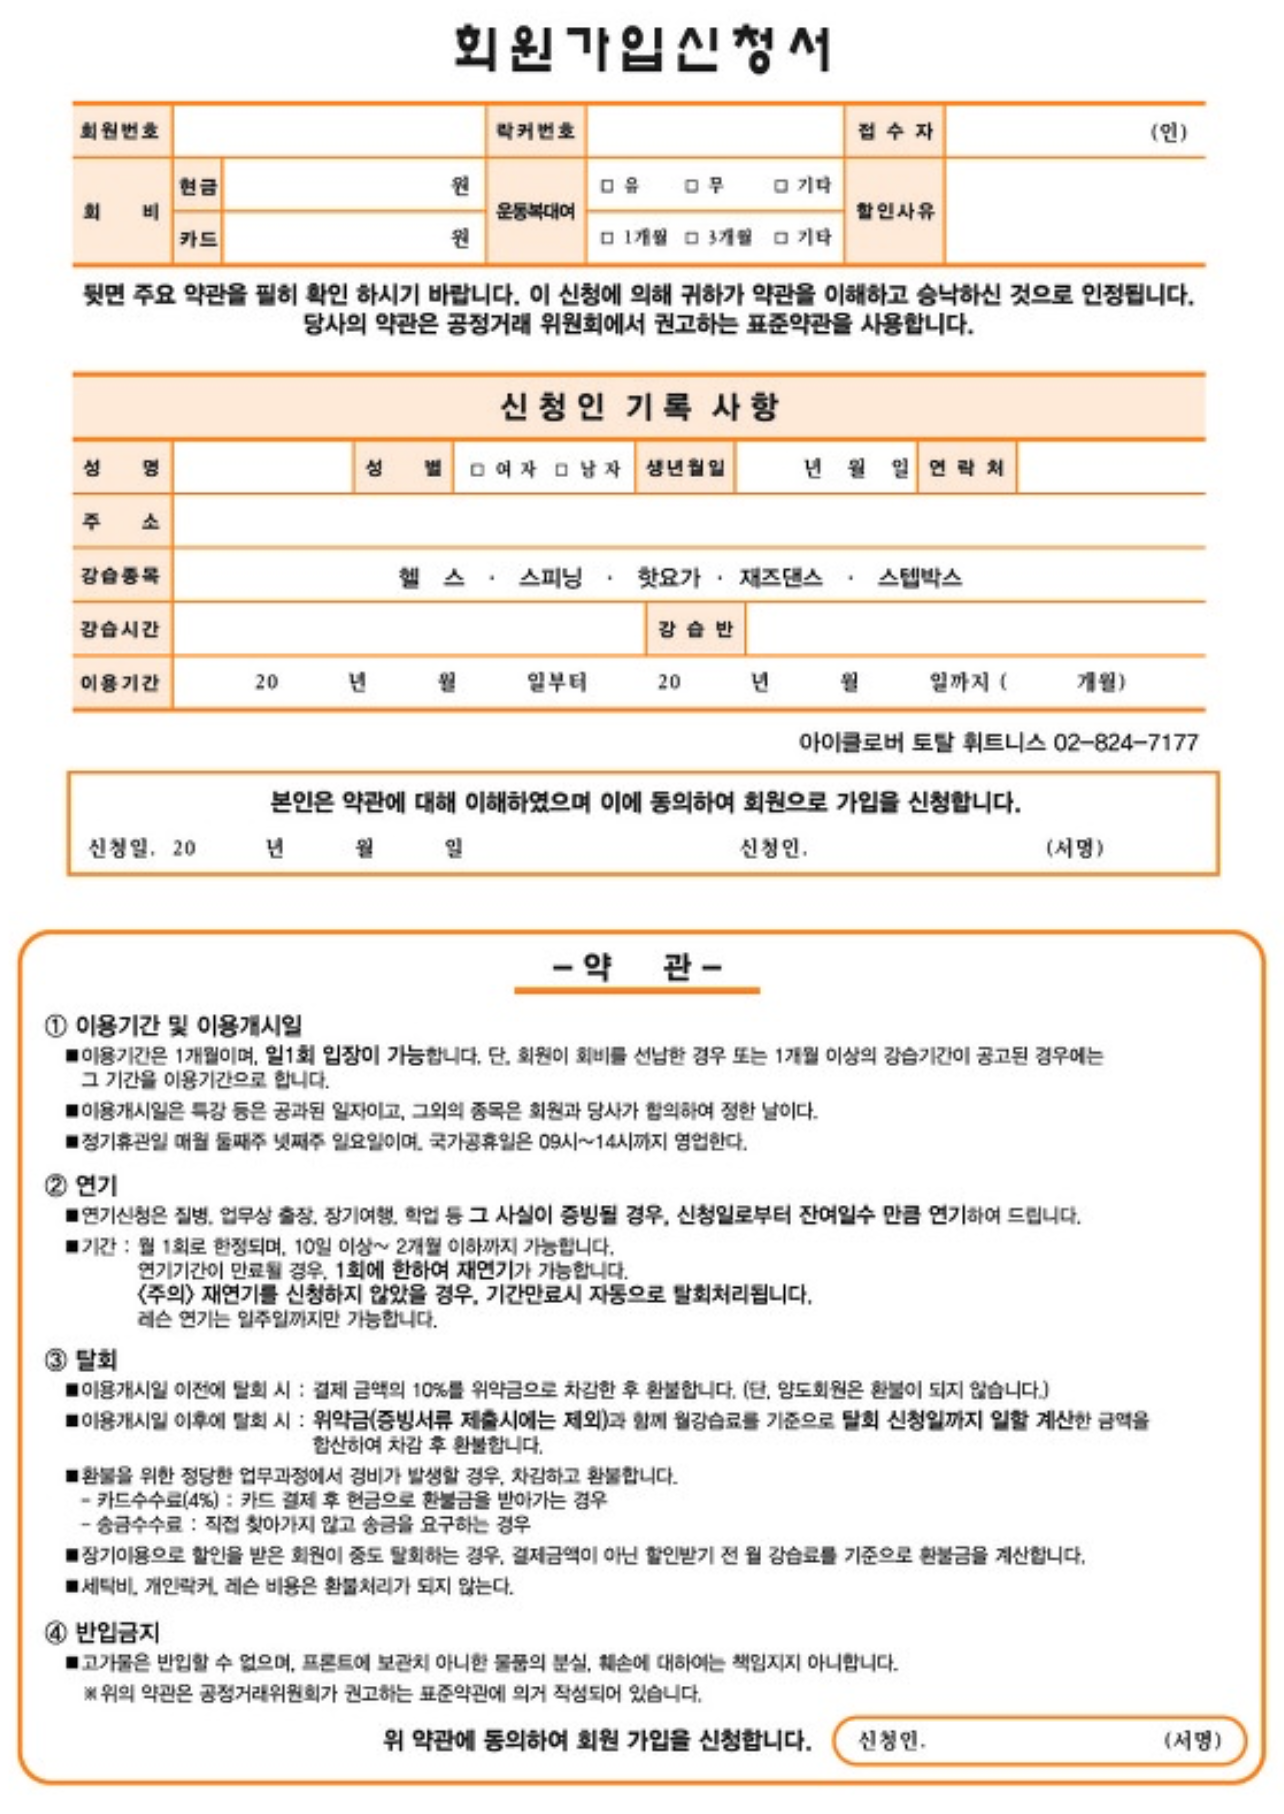 회원가입신청서
회원번호 락커번호 접 수 자 (인)
회 비 현금 원 운동복대여 □ 유 □ 무 □ 기타 할인사유
카드 원 □ 1개월 □ 3개월 □ 기타
뒷면 주요 약관을 필히 확인 하시기 바랍니다. 이 신청에 의해 귀하가 약관을 이해하고 승낙하신 것으로 인정됩니다.
당사의 약관은 공정거래 위원회에서 권고하는 표준약관을 사용합니다.
신청인 기록 사항
성 명 성 별 □ 여 자 □ 남 자 생년월일 년 월 일 연 락 처
주 소
강습종목 헬 스 · 스피닝 · 핫요가 · 재즈댄스 · 스텝박스
강습시간 강 습 반
이용기간 20 년 월 일부터 20 년 월 일까지 ( 개월)
아이클로버 토탈 휘트니스 02-824-7177
본인은 약관에 대해 이해하였으며 이에 동의하여 회원으로 가입을 신청합니다.
신청일. 20 년 월 일 신청인. (서명)
- 약 관 -
① 이용기간 및 이용개시일
■이용기간은 1개월이며, 일1회 입장이 가능합니다. 단, 회원이 회비를 선납한 경우 또는 1개월 이상의 강습기간이 공고된 경우에는
그 기간을 이용기간으로 합니다.
■이용개시일은 특강 등은 공과된 일자이고, 그외의 종목은 회원과 당사가 합의하여 정한 날이다.
■정기휴관일 매월 둘째주 넷째주 일요일이며, 국가공휴일은 09시~14시까지 영업한다.
② 연기
■연기신청은 질병, 업무상 출장, 장기여행, 학업 등 그 사실이 증빙될 경우, 신청일로부터 잔여일수 만큼 연기하여 드립니다.
■기간 : 월 1회로 한정되며, 10일 이상~ 2개월 이하까지 가능합니다.
연기기간이 만료될 경우, 1회에 한하여 재연기가 가능합니다.
<주의> 재연기를 신청하지 않았을 경우, 기간만료시 자동으로 탈회처리됩니다.
레슨 연기는 일주일까지만 가능합니다.
③ 탈회
■이용개시일 이전에 탈회 시 : 결제 금액의 10%를 위약금으로 차감한 후 환불합니다. (단, 양도회원은 환불이 되지 않습니다.)
■이용개시일 이후에 탈회 시 : 위약금(증빙서류 제출시에는 제외)과 함께 월강습료를 기준으로 탈회 신청일까지 일할 계산한 금액을
합산하여 차감 후 환불합니다.
■환불을 위한 정당한 업무과정에서 경비가 발생할 경우, 차감하고 환불합니다.
- 카드수수료(4%) : 카드 결제 후 현금으로 환불금을 받아가는 경우
- 송금수수료 : 직접 찾아가지 않고 송금을 요구하는 경우
■장기이용으로 할인을 받은 회원이 중도 탈회하는 경우, 결제금액이 아닌 할인받기 전 월 강습료를 기준으로 환불금을 계산합니다.
■세탁비, 개인락커, 레슨 비용은 환불처리가 되지 않는다.
④ 반입금지
■고가물은 반입할 수 없으며, 프론트에 보관치 아니한 물품의 분실, 훼손에 대하여는 책임지지 아니합니다.
※위의 약관은 공정거래위원회가 권고하는 표준약관에 의거 작성되어 있습니다.
위 약관에 동의하여 회원 가입을 신청합니다. 신청인. (서명)